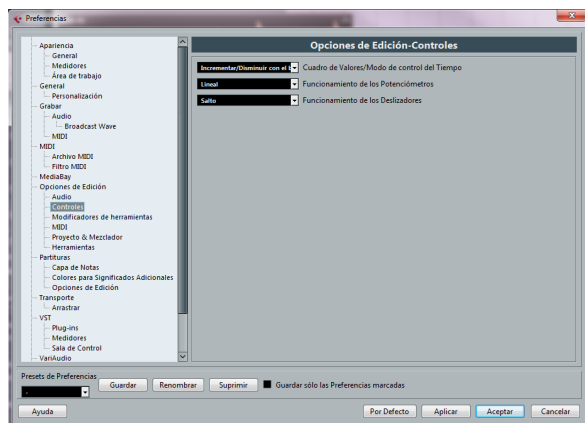 Preferencias
Apariencia
General
Medidores
Área de trabajo
General
Personalización
Grabar
Audio
Broadcast Wave
MIDI
MIDI
Archivo MIDI
Filtro MIDI
MediaBay
Opciones de Edición
Audio
Controles
Modificadores de herramientas
MIDI
Proyecto & Mezclador
Herramientas
Partituras
Capa de Notas
Colores para Significados Adicionales
Opciones de Edición
Transporte
Arrastrar
VST
Plug-ins
Medidores
Sala de Control
VariAudio
Opciones de Edición-Controles
Incrementar/Disminuir con el Cuadro de Valores/Modo de control del Tiempo
Lineal Funcionamiento de los Potenciómetros
Salto Funcionamiento de los Deslizadores
Presets de Preferencias
- Guardar Renombrar Suprimir Guardar sólo las Preferencias marcadas
Ayuda Por Defecto Aplicar Aceptar Cancelar